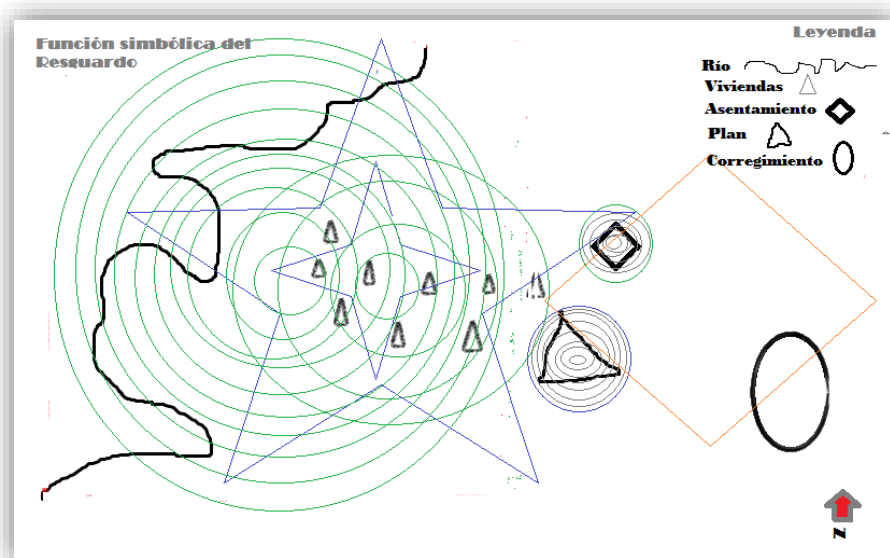 Función simbólica del
Resguardo
Leyenda
Río
Viviendas
Asentamiento
Plan
Corregimiento
N